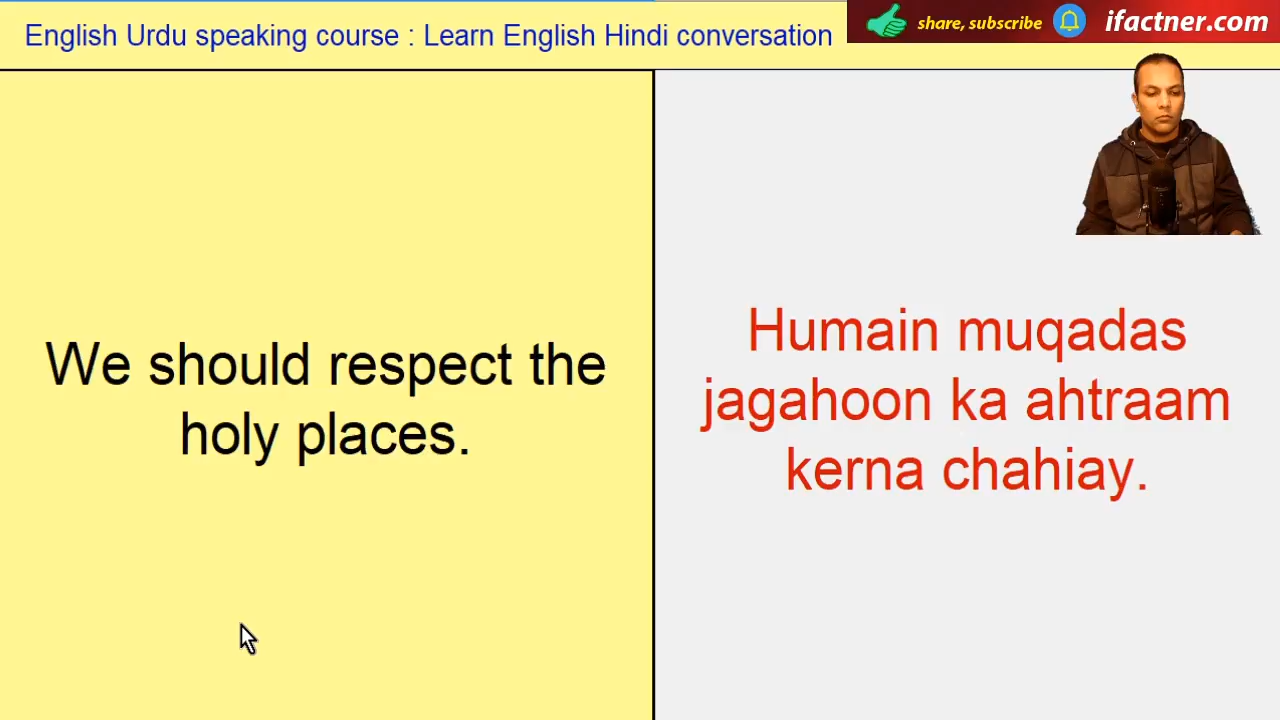 English Urdu speaking course : Learn English Hindi conversation
share, subscribe
ifactner.com
We should respect the
holy places.
Humain muqadas
jagahoon ka ahtraam
kerna chahiay.